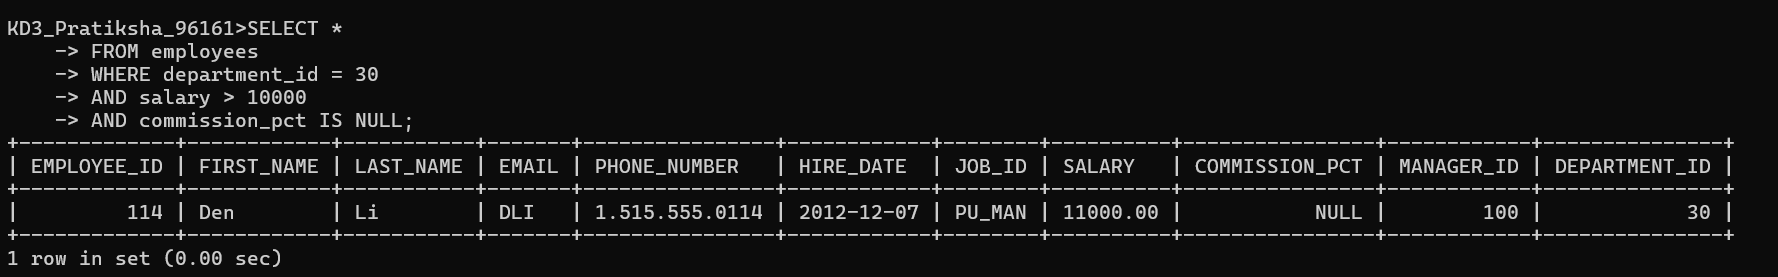 KD3_Pratiksha_96161>SELECT *
    -> FROM employees
    -> WHERE department_id = 30
    -> AND salary > 10000
    -> AND commission_pct IS NULL;
+-------------+------------+-----------+-------+--------------+------------+--------+----------+----------------+------------+---------------+
| EMPLOYEE_ID | FIRST_NAME | LAST_NAME | EMAIL | PHONE_NUMBER   | HIRE_DATE  | JOB_ID | SALARY   | COMMISSION_PCT | MANAGER_ID | DEPARTMENT_ID |
+-------------+------------+-----------+-------+----------------+------------+--------+----------+----------------+------------+---------------+
|         114 | Den        | Li        | DLI   | 1.515.555.0114 | 2012-12-07 | PU_MAN | 11000.00 |           NULL |        100 |            30 |
+-------------+------------+-----------+-------+----------------+------------+--------+----------+----------------+------------+---------------+
1 row in set (0.00 sec)